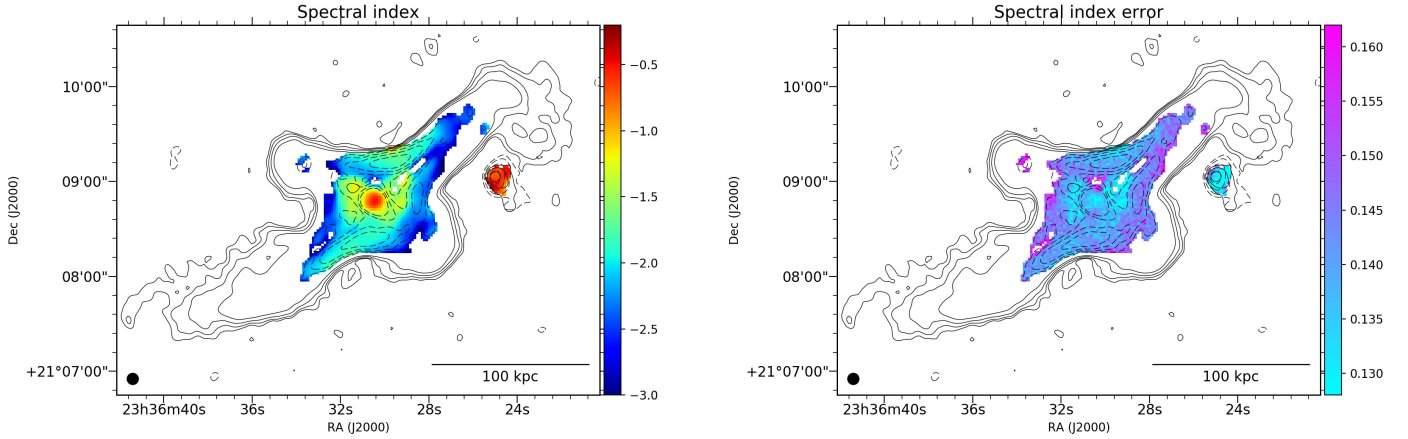 Spectral index
10'00"
09'00"
08'00"
+21°07'00"
Dec (J2000)
23h36m40s
36s
32s
28s
24s
RA (J2000)
100 kpc
−0.5
−1.0
−1.5
−2.0
−2.5
−3.0
Spectral index error
10'00"
09'00"
08'00"
+21°07'00"
Dec (J2000)
23h36m40s
36s
32s
28s
24s
RA (J2000)
100 kpc
0.160
0.155
0.150
0.145
0.140
0.135
0.130